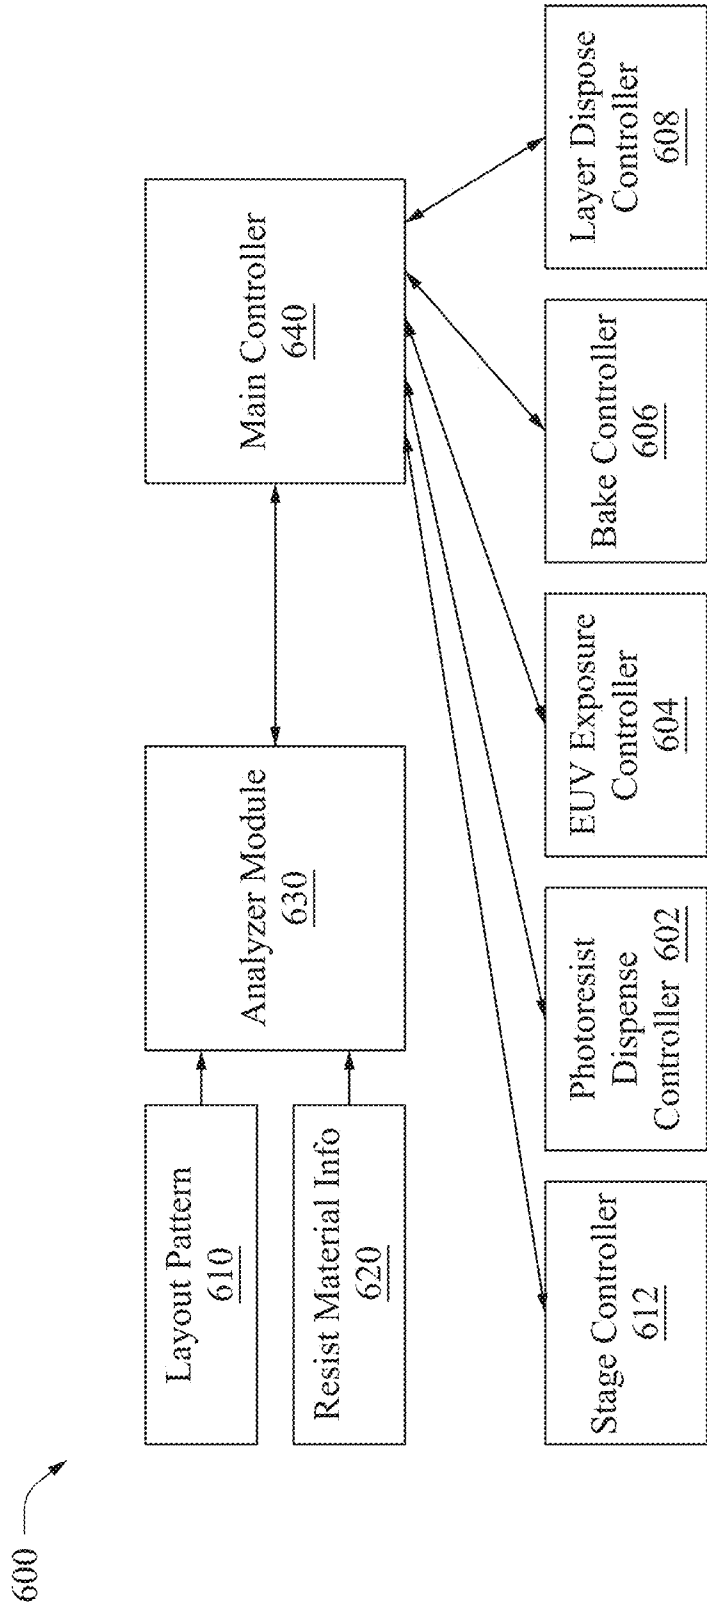 600
Layout Pattern
610
Resist Material Info
620
Analyzer Module
630
Main Controller
640
Stage Controller
612
Photoresist
Dispense
Controller 602
EUV Exposure
Controller
604
Bake Controller
606
Layer Dispose
Controller
608